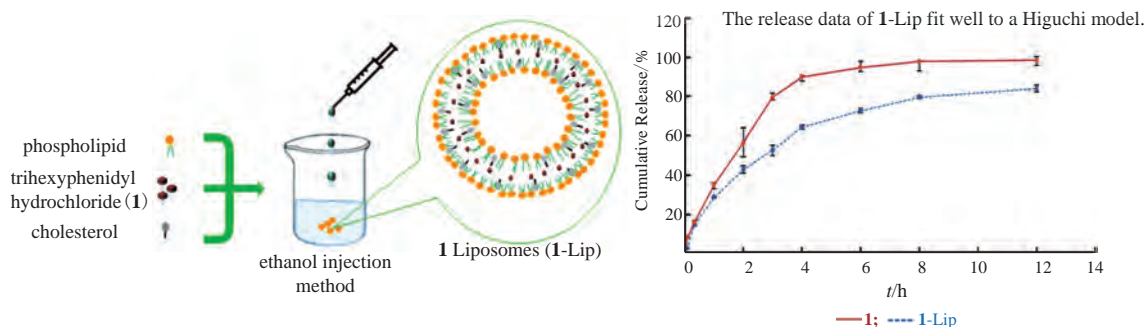 phospholipid
trihexyphenidyl
hydrochloride (1)
cholesterol
ethanol injection
method
1 Liposomes (1-Lip)
The release data of 1-Lip fit well to a Higuchi model.
Cumulative Release/%
120
100
80
60
40
20
0
2
4
6
8
10
12
14
t/h
1; 1-Lip